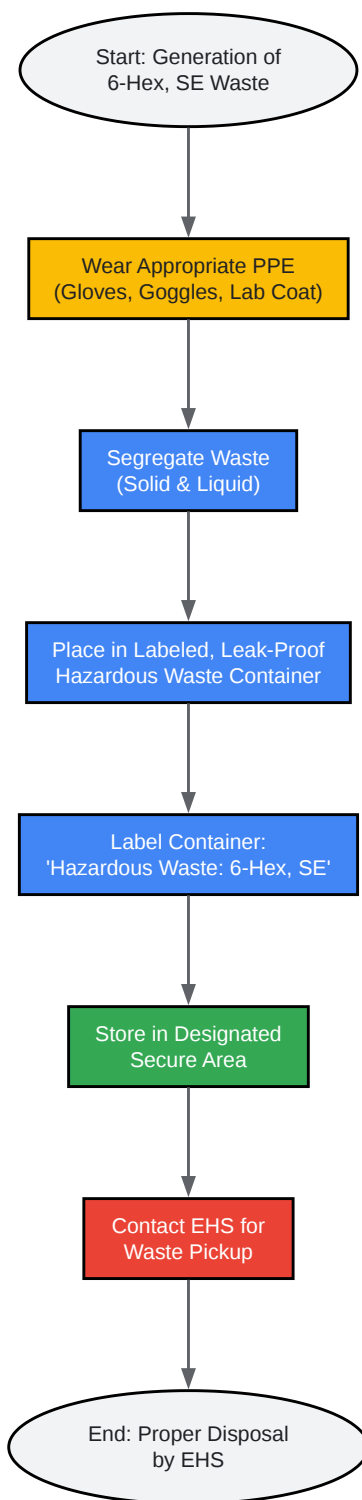 Start: Generation of
6-Hex, SE Waste
Wear Appropriate PPE
(Gloves, Goggles, Lab Coat)
Segregate Waste
(Solid & Liquid)
Place in Labeled, Leak-Proof
Hazardous Waste Container
Label Container:
'Hazardous Waste: 6-Hex, SE'
Store in Designated
Secure Area
Contact EHS for
Waste Pickup
End: Proper Disposal
by EHS